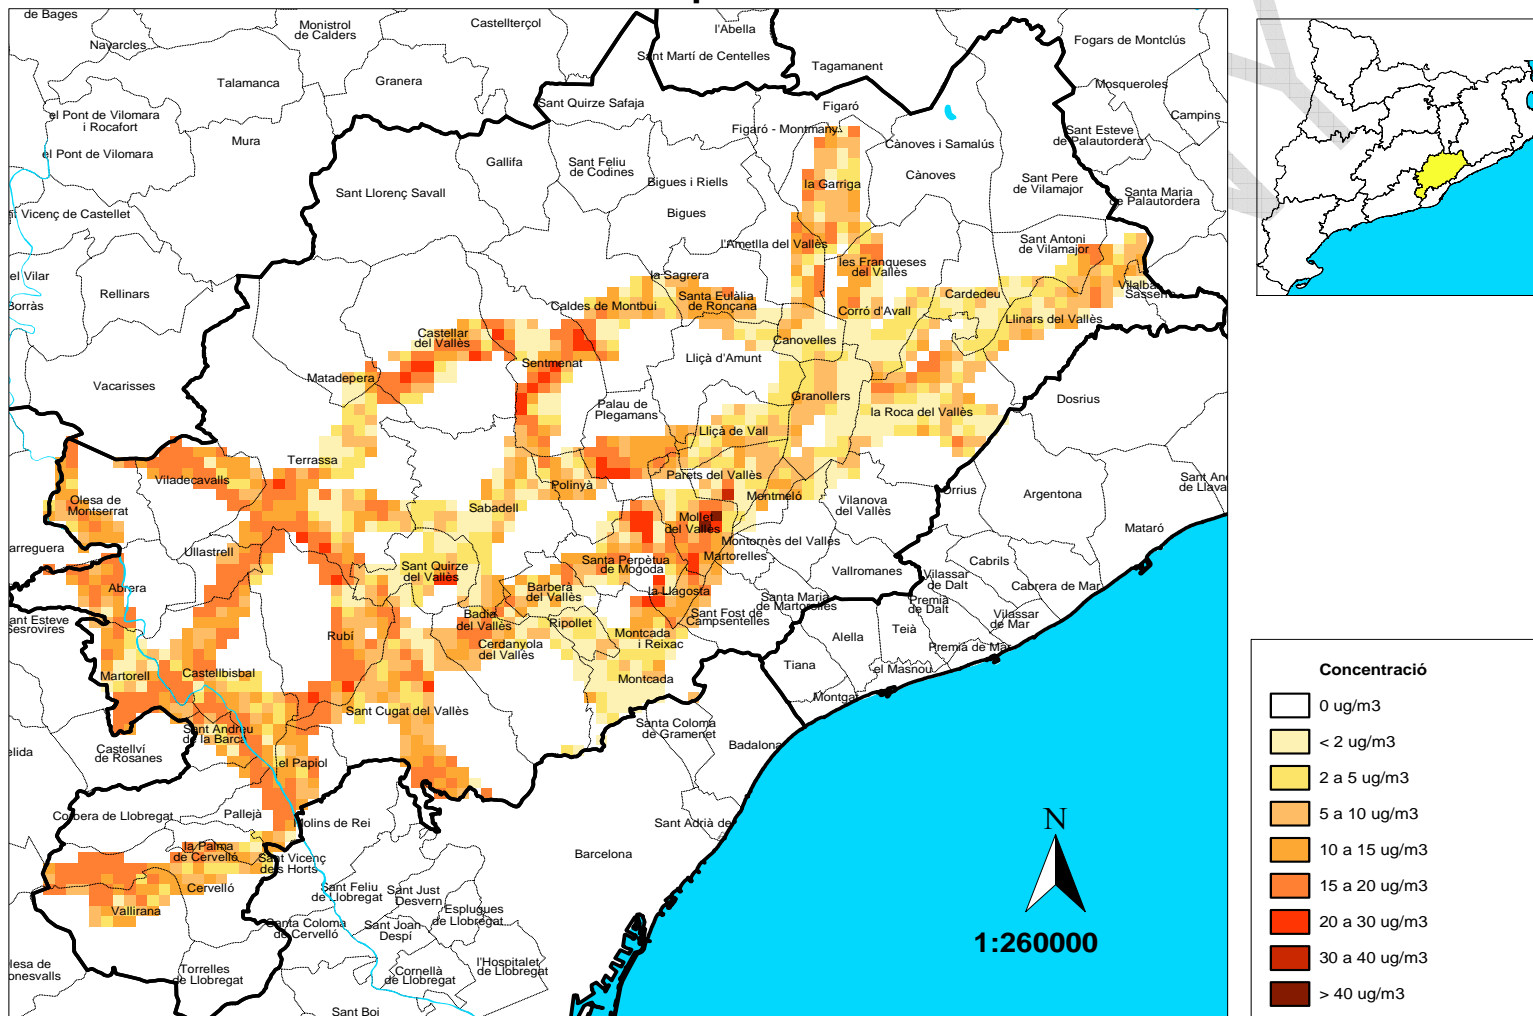 de Bages
Navarcles
Monistrol
de Calders
Castellterçol
l'Abella
Sant Martí de Centelles
Tagamanent
Fogars de Montclús
Talamanca
Granera
Mosqueroles
Sant Quirze Safaja
Figaró
Campins
el Pont de Vilomara
i Rocafort
Mura
Figaró - Montmany
Sant Esteve
de Palautordera
Cànoves i Samalús
el Pont de Vilomara
Gallifa
Sant Feliu
de Codines
Bigues i Riells
la Garriga
Cànoves
Sant Pere
de Vilamajor
Sant Llorenç Savall
Santa Maria
de Palautordera
nt Vicenç de Castellet
Bigues
l'Ametlla del Vallès
Sant Antoni
de Vilamajor
el Vilar
les Franqueses
del Vallès
la Sagrera
Rellinars
Santa Eulàlia
de Ronçana
Cardedeu
Vilalba
Sasserra
Borràs
Caldes de Montbui
Corró d'Avall
Llinars del Vallès
Castellar
del Vallès
Canovelles
Sentmenat
Lliçà d'Amunt
Matadepera
Vacarisses
Granollers
Dosrius
Palau de
Plegamans
la Roca del Vallès
Lliçà de Vall
Terrassa
Viladecavalls
Polinyà
Parets del Vallès
Olesa de
Montserrat
Montmeló
Vilanova
del Vallès
Òrrius
Argentona
Sant And
de Llava
Sabadell
Mollet
del Vallès
Mataró
Montornès del Vallès
arreguera
Ullastrell
Martorelles
Sant Quirze
del Vallès
Santa Perpètua
de Mogoda
Vallromanes
Cabrils
Vilassar
de Dalt
Cabrera de Mar
Abrera
Barberà
del Vallès
la Llagosta
Santa Maria
de Martorelles
Premià
de Dalt
Vilassar
de Mar
ant Esteve
Sesrovires
Badia
del Vallès
Ripollet
Sant Fost de
Campsentelles
Rubí
Montcada
i Reixac
Alella
Teià
Cerdanyola
del Vallès
Premià de Mar
Martorell
Castellbisbal
Montcada
Tiana
el Masnou
Montgat
Sant Cugat del Vallès
Santa Coloma
de Gramenet
Sant Andreu
de la Barca
Badalona
elida
Castellví
de Rosanes
el Papiol
Corbera de Llobregat
Pallejà
Molins de Rei
Sant Adrià de
la Palma
de Cervelló
Sant Vicenç
dels Horts
Barcelona
Cervelló
Sant Feliu
de Llobregat
Sant Just
Desvern
Vallirana
Esplugues
de Llobregat
Santa Coloma
de Cervelló
Sant Joan
Despí
lesa de
onesvalls
Torrelles
de Llobregat
Cornellà
de Llobregat
l'Hospitalet
de Llobregat
Sant Boi
N
1:260000
Concentració
0 ug/m3
< 2 ug/m3
2 a 5 ug/m3
5 a 10 ug/m3
10 a 15 ug/m3
15 a 20 ug/m3
20 a 30 ug/m3
30 a 40 ug/m3
> 40 ug/m3